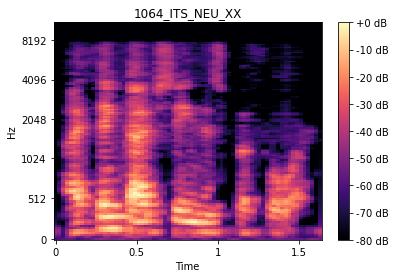 1064_ITS_NEU_XX
+0 dB
8192
-10 dB
4096
-20 dB
-30 dB
2048
-40 dB
Hz
1024
-50 dB
-60 dB
512
-70 dB
0
-80 dB
0
0.5
1
1.5
Time